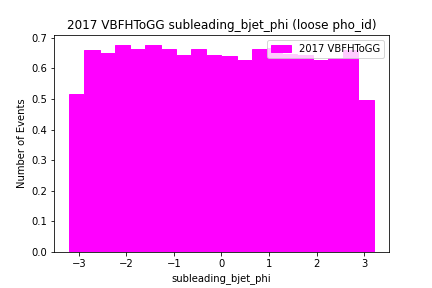 2017 VBFHToGG subleading_bjet_phi (loose pho_id)
2017 VBFHToGG
Number of Events
0.7
0.6
0.5
0.4
0.3
0.2
0.1
0.0
−3 −2 −1 0 1 2 3
subleading_bjet_phi